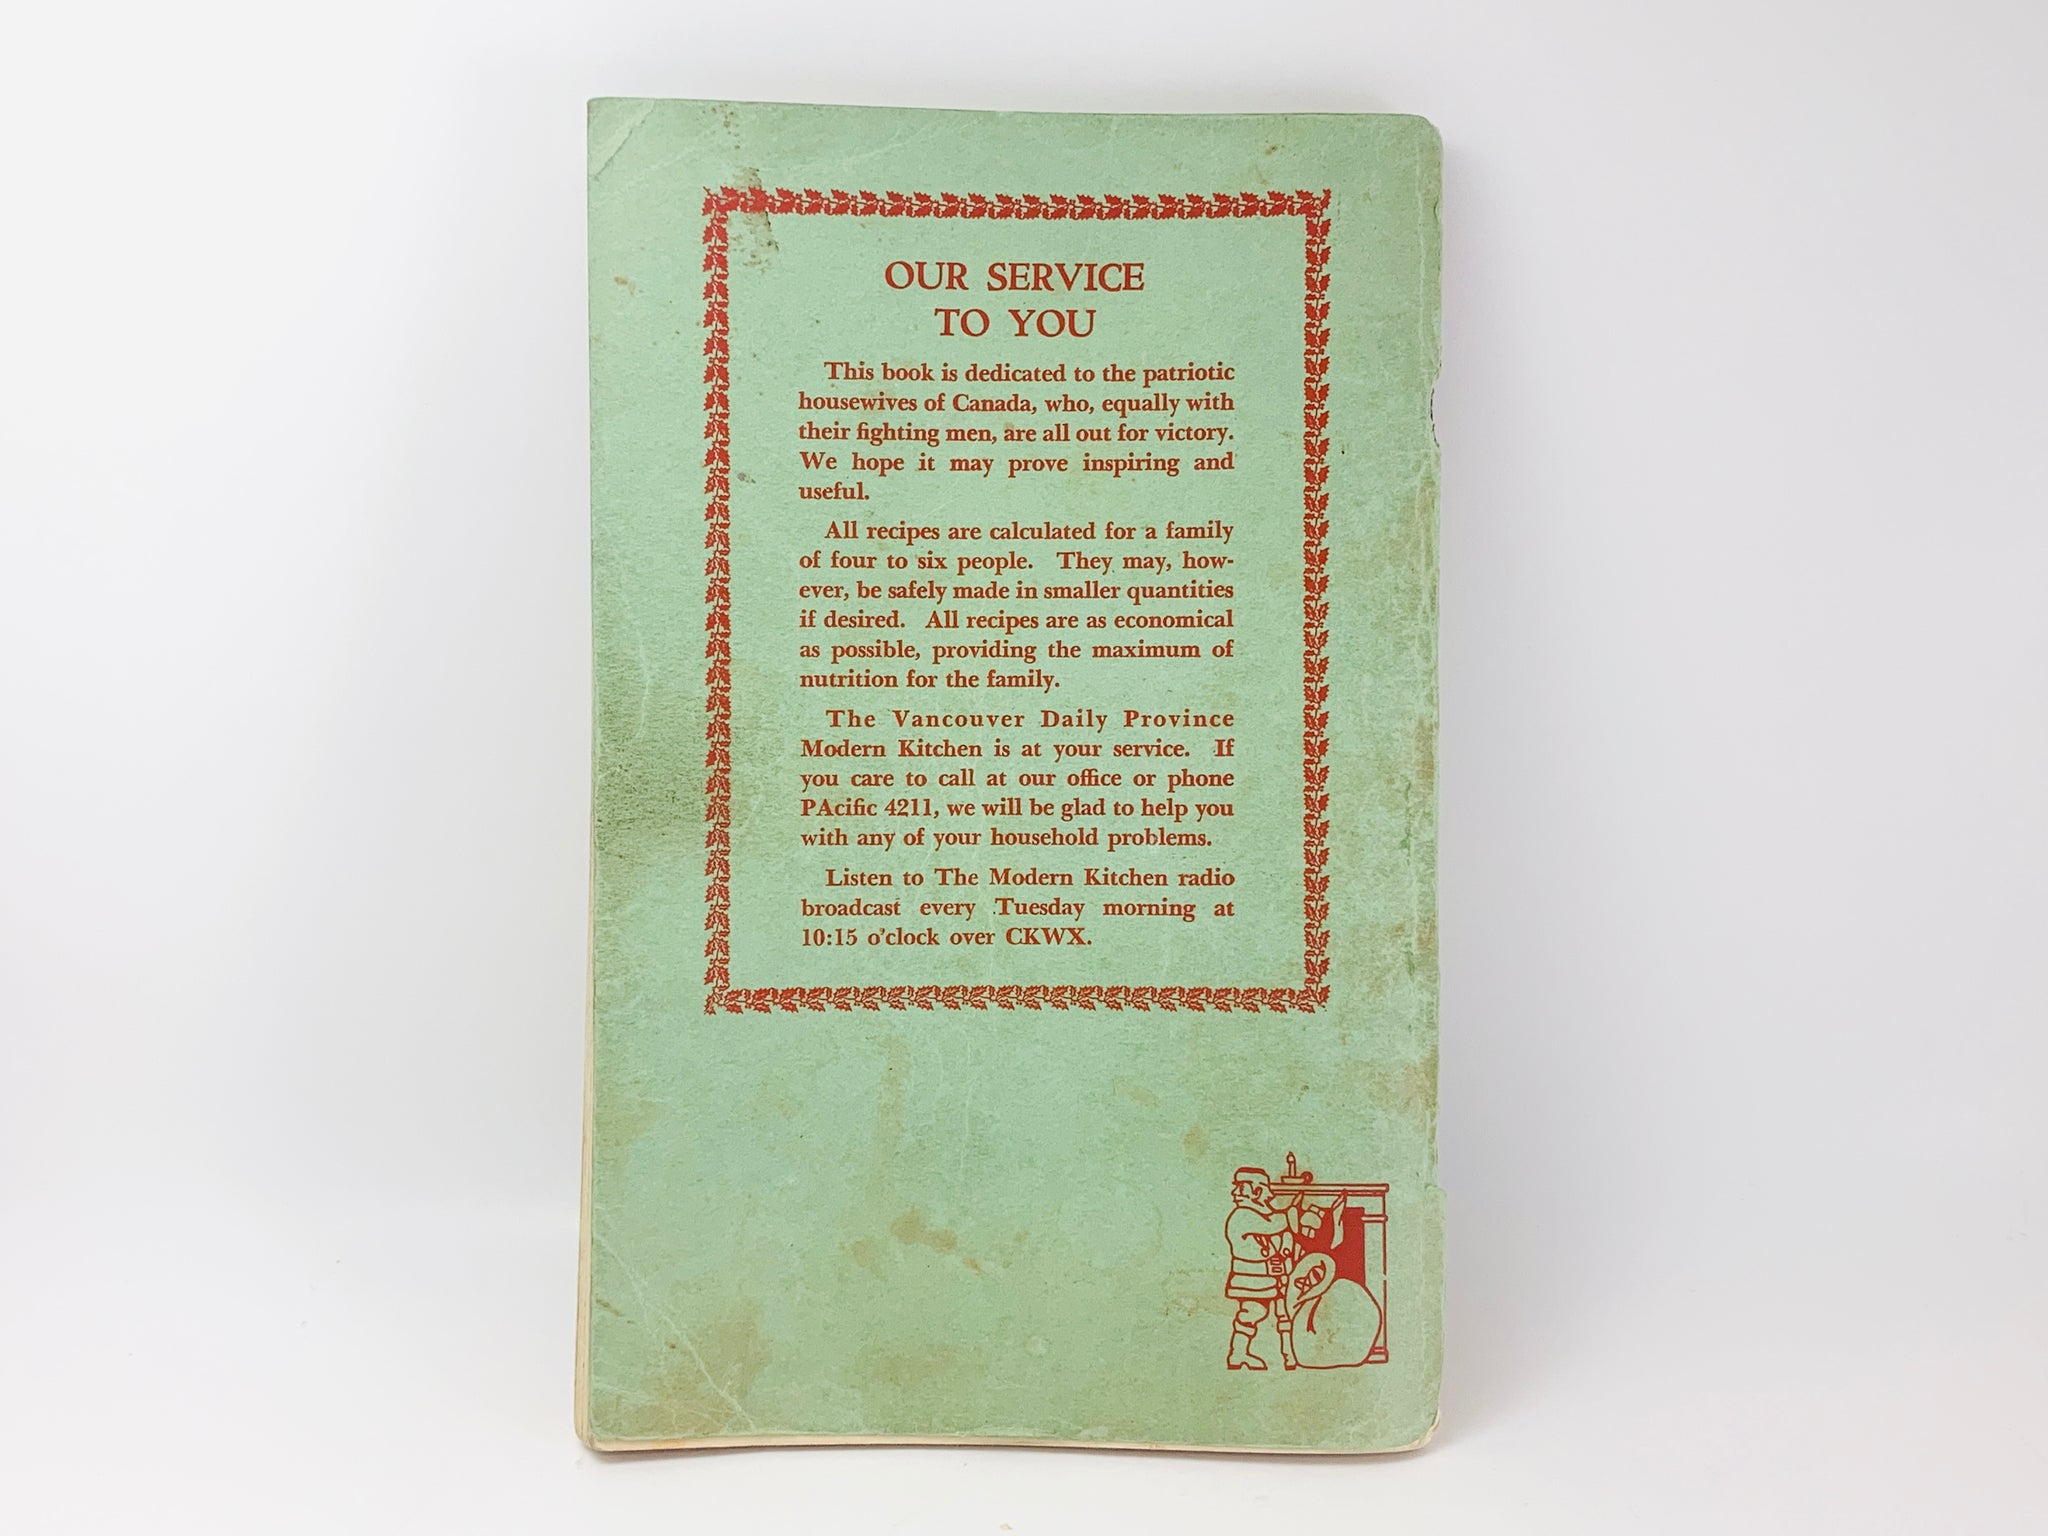 OUR SERVICE
TO YOU
This book is dedicated to the patriotic
housewives of Canada, who, equally with
their fighting men, are all out for victory.
We hope it may prove inspiring and
useful.
All recipes are calculated for a family
of four to six people. They may, how-
ever, be safely made in smaller quantities
if desired. All recipes are as economical
as possible, providing the maximum of
nutrition for the family.
The Vancouver Daily Province
Modern Kitchen is at your service. If
you care to call at our office or phone
PAcific 4211, we will be glad to help you
with any of your household problems.
Listen to The Modern Kitchen radio
broadcast every Tuesday morning at
10:15 o'clock over CKWX.